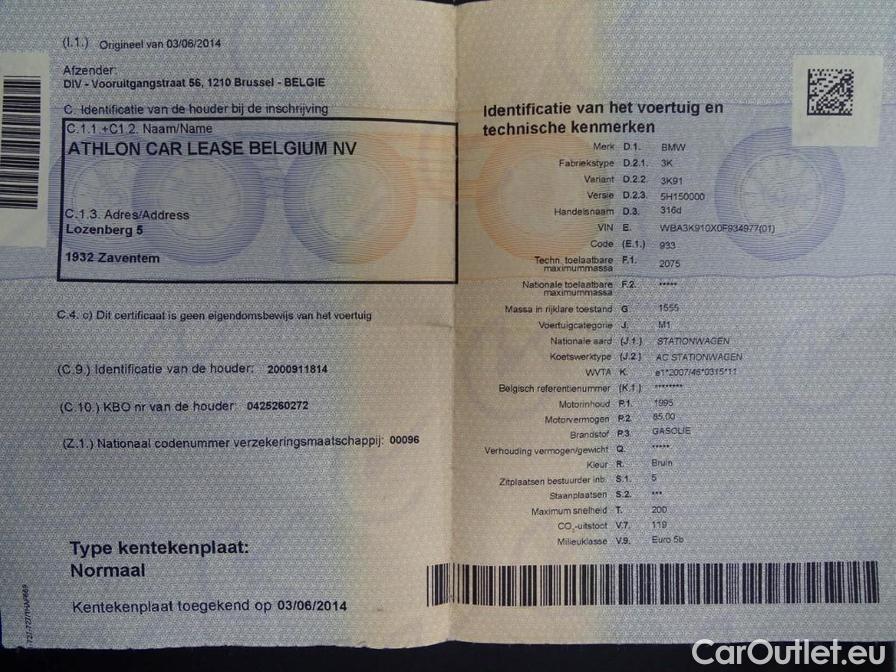 (I.1.) Origineel van 03/06/2014
Afzender:
DIV - Vooruitgangstraat 56, 1210 Brussel - BELGIE
C. Identificatie van de houder bij de inschrijving
C.1.1.+C1.2. Naam/Name
ATHLON CAR LEASE BELGIUM NV
C.1.3. Adres/Address
Lozenberg 5
1932 Zaventem
C.4. c) Dit certificaat is geen eigendomsbewijs van het voertuig
(C.9.) Identificatie van de houder: 2000911814
(C.10.) KBO nr van de houder: 0425260272
(Z.1.) Nationaal codenummer verzekeringsmaatschappij: 00096
Type kentekenplaat:
Normaal
Kentekenplaat toegekend op 03/06/2014
Identificatie van het voertuig en
technische kenmerken
Merk D.1. BMW
Fabriekstype D.2.1. 3K
Variant D.2.2. 3K91
Versie D.2.3. 5H150000
Handelsnaam D.3. 316d
VIN E. WBA3K910X0F934977(01)
Code (E.1.) 933
Techn. toelaatbare maximummassa F.1. 2075
Nationale toelaatbare maximummassa F.2. *****
Massa in rijklare toestand G. 1555
Voertuigcategorie J. M1
Nationale aard (J.1.) STATIONWAGEN
Koetswerktype (J.2.) AC STATIONWAGEN
WVTA K. e1*2007/46*0315*11
Belgisch referentienummer (K.1.) ********
Motorinhoud P.1. 1995
Motorvermogen P.2. 85,00
Brandstof P.3. GASOLIE
Verhouding vermogen/gewicht Q. *****
Kleur R. Bruin
Zitplaatsen bestuurder inb. S.1. 5
Staanplaatsen S.2. ***
Maximum snelheid T. 200
CO₂-uitstoot V.7. 119
Milieuklasse V.9. Euro 5b
CarOutlet.eu